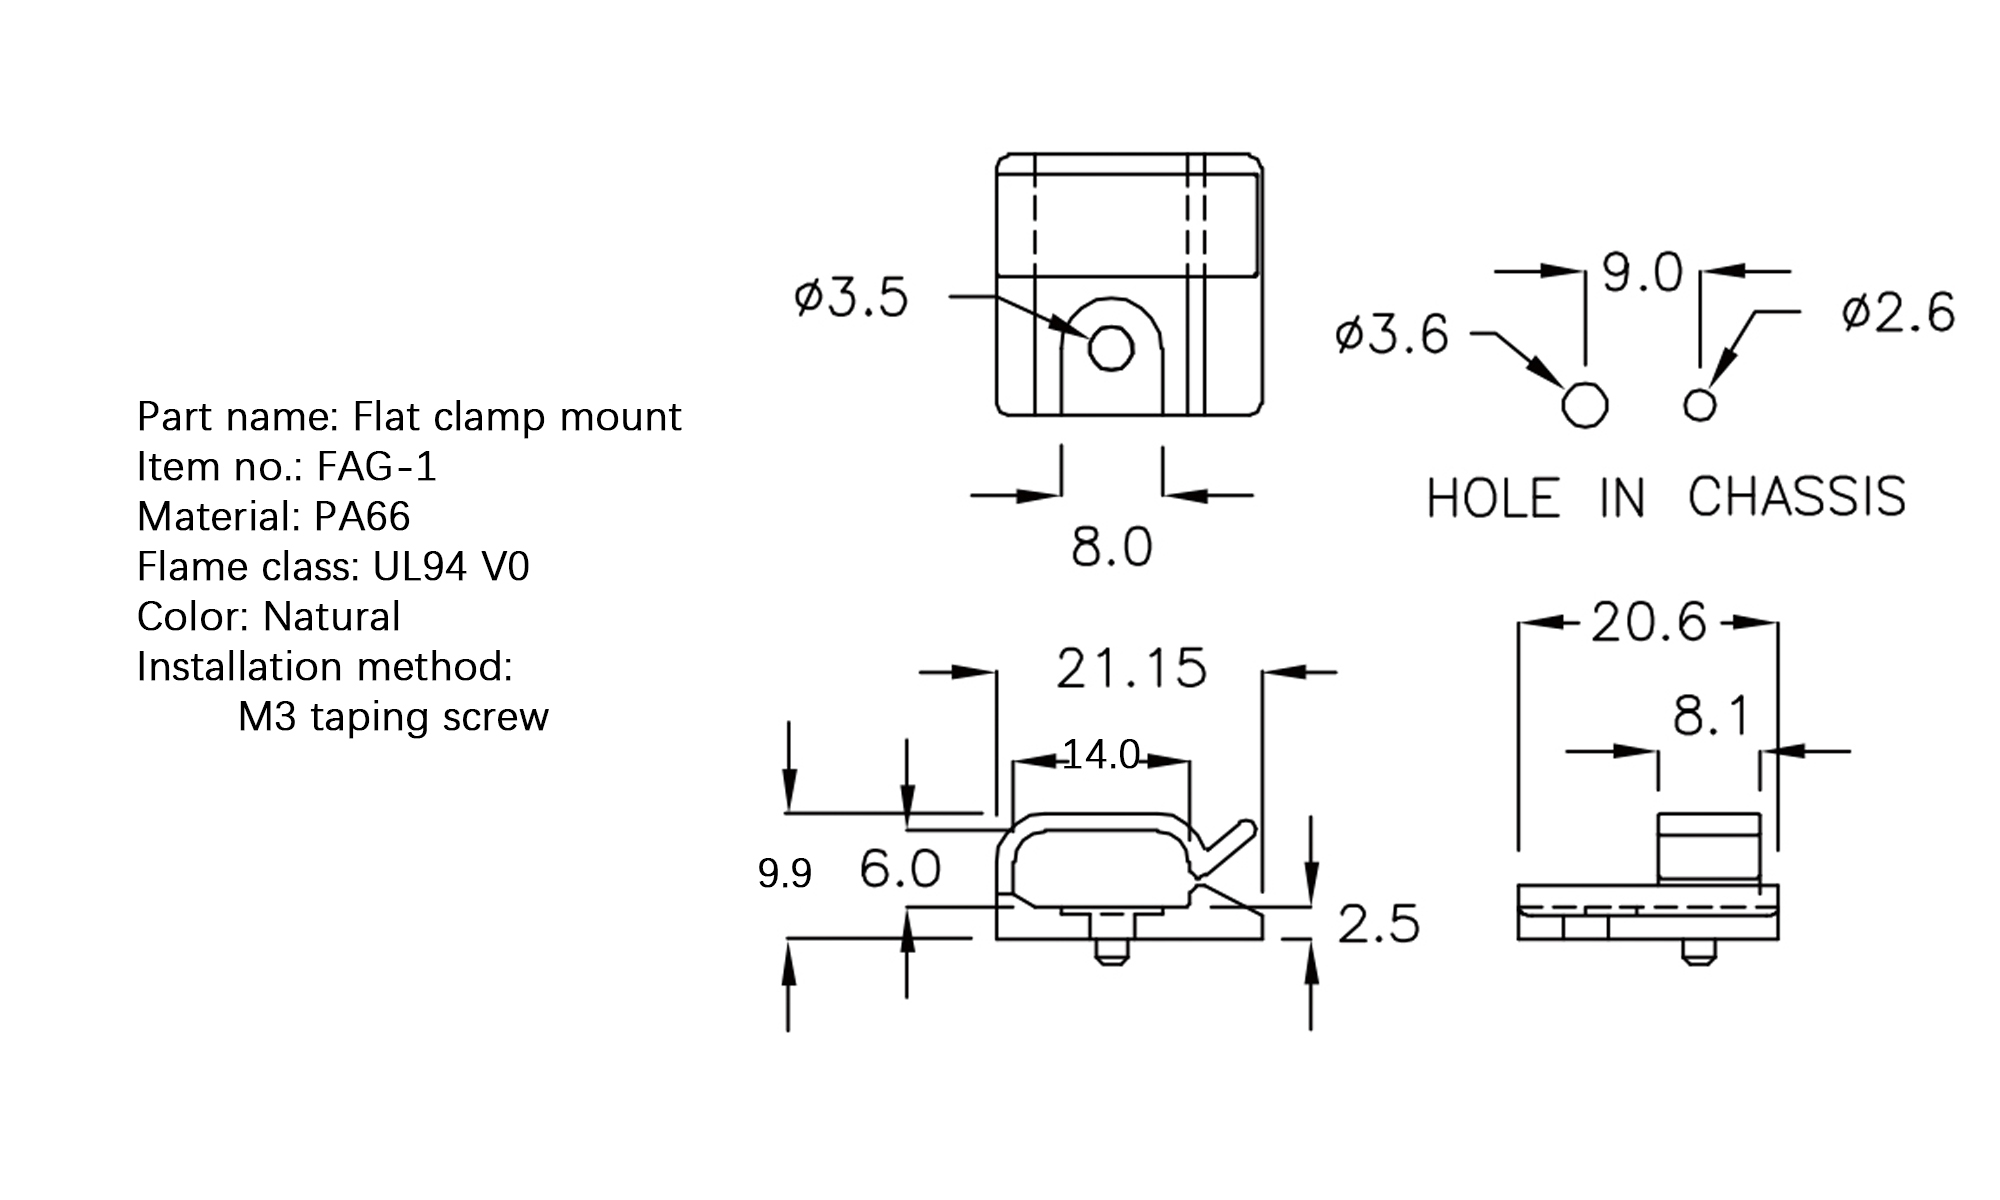 Part name: Flat clamp mount
Item no.: FAG-1
Material: PA66
Flame class: UL94 V0
Color: Natural
Installation method:
M3 taping screw
ø3.5
8.0
9.0
ø3.6
ø2.6
HOLE IN CHASSIS
21.15
14.0
9.9
6.0
2.5
20.6
8.1